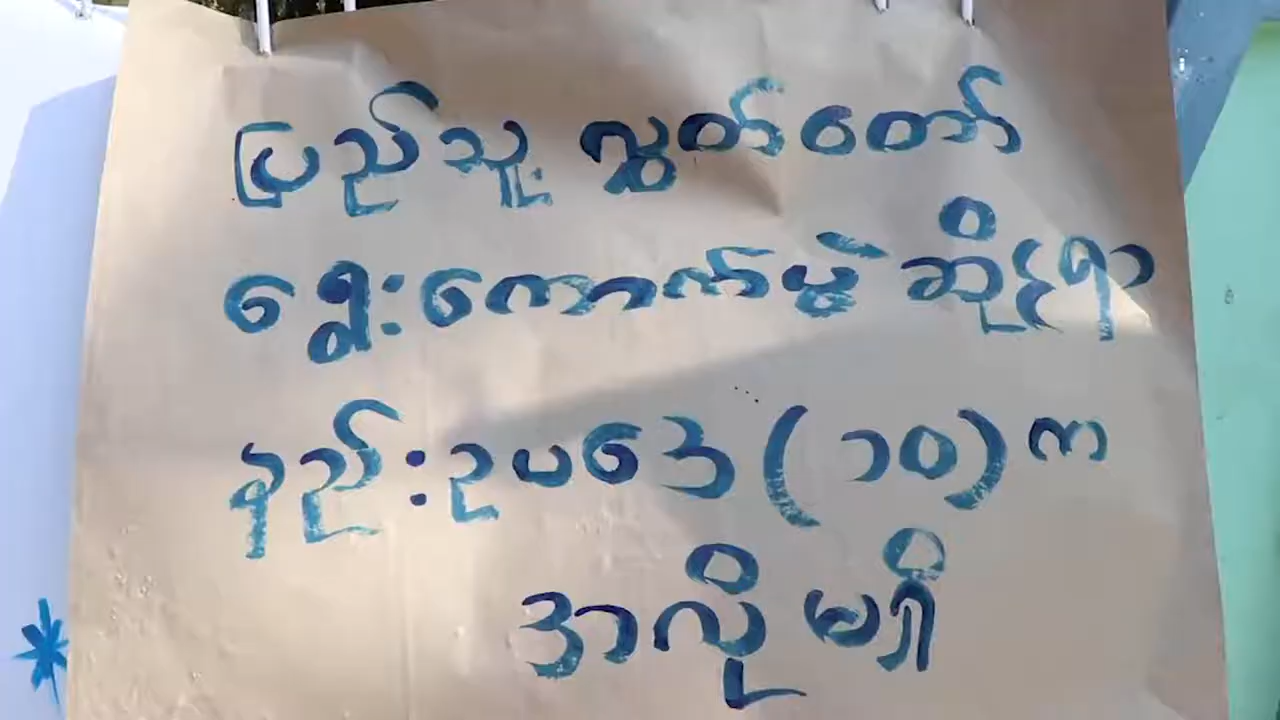 ပြည်သူ့ လွှတ်တော်
ရွေးကောက်ပွဲ ဆိုင်ရာ
နည်းဥပဒေ (၁၀) က
အလိုမရှိ